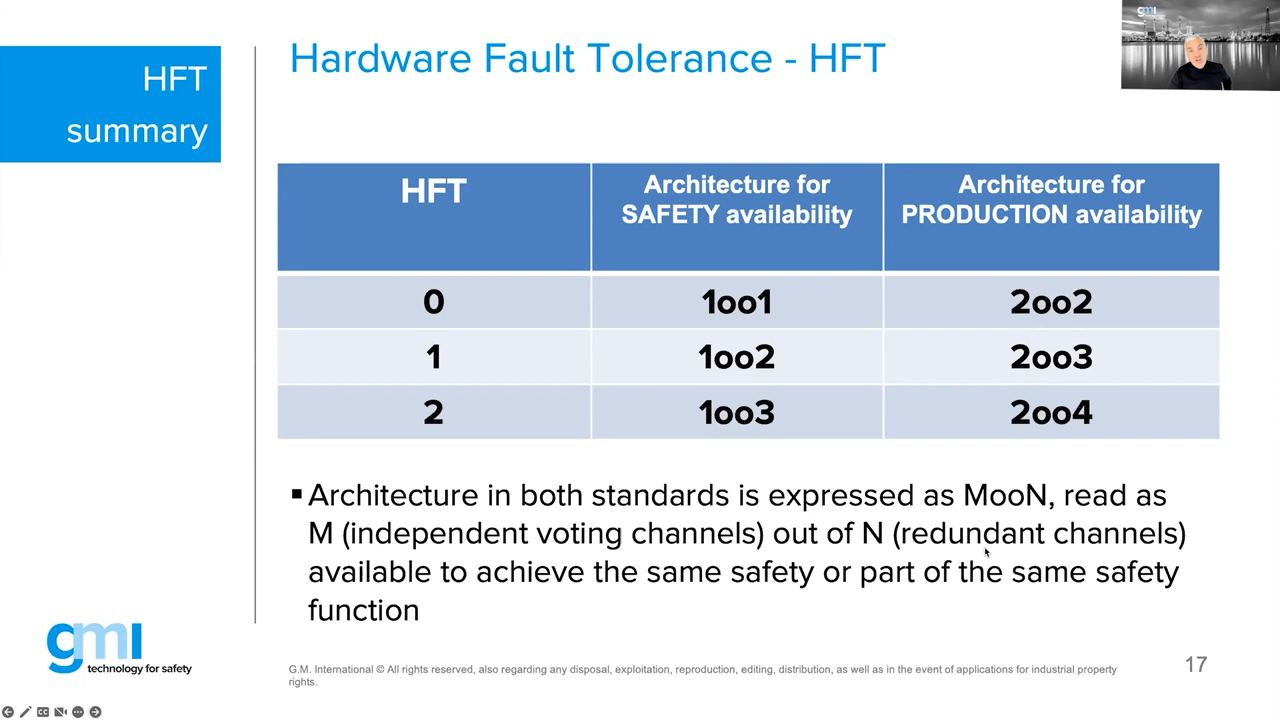 HFT
summary
Hardware Fault Tolerance - HFT
gmi
HFT
Architecture for
SAFETY availability
Architecture for
PRODUCTION availability
0
1oo1
2oo2
1
1oo2
2oo3
2
1oo3
2oo4
▪ Architecture in both standards is expressed as MooN, read as
M (independent voting channels) out of N (redundant channels)
available to achieve the same safety or part of the same safety
function
gmi
technology for safety
G.M. International © All rights reserved, also regarding any disposal, exploitation, reproduction, editing, distribution, as well as in the event of applications for industrial property
rights.
17
CC